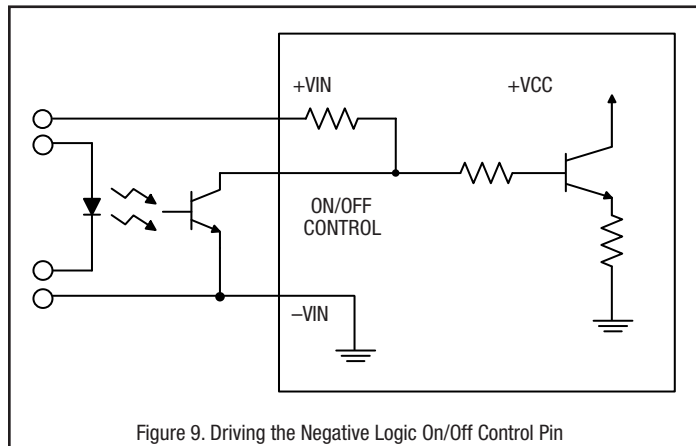 +VIN
+VCC
ON/OFF
CONTROL
–VIN
Figure 9. Driving the Negative Logic On/Off Control Pin